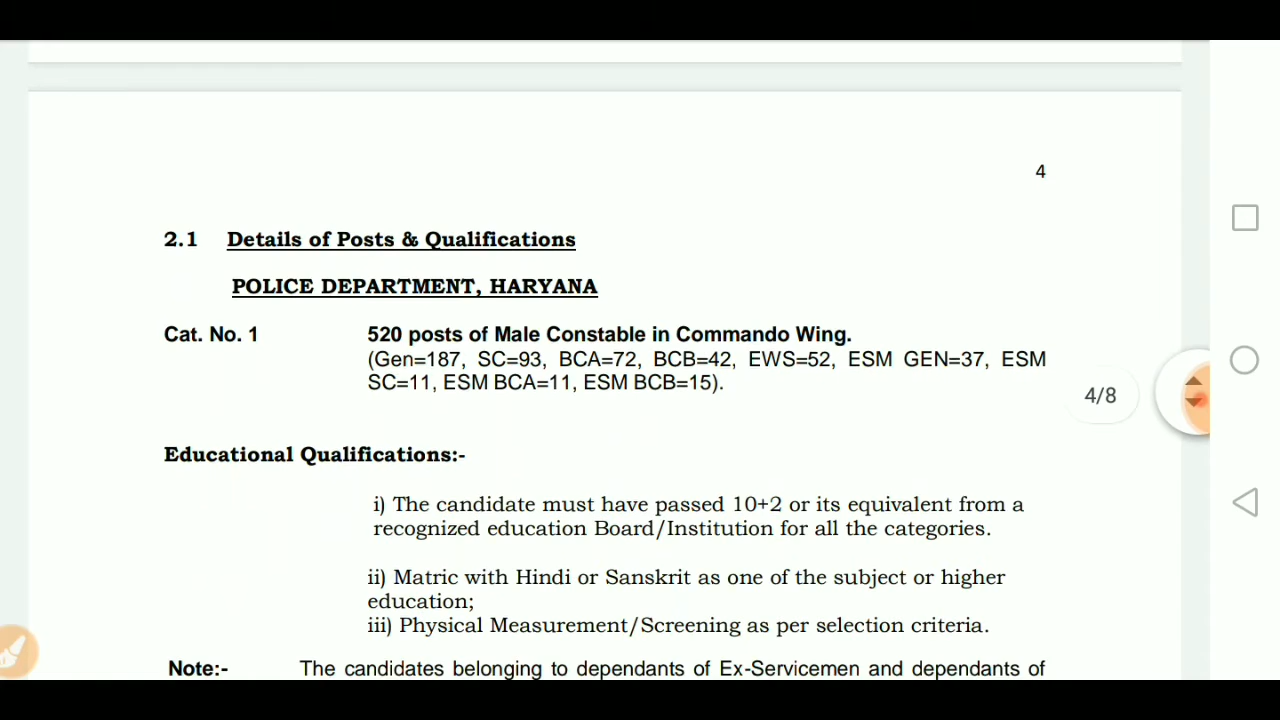 4
2.1 Details of Posts & Qualifications
POLICE DEPARTMENT, HARYANA
Cat. No. 1 520 posts of Male Constable in Commando Wing.
(Gen=187, SC=93, BCA=72, BCB=42, EWS=52, ESM GEN=37, ESM
SC=11, ESM BCA=11, ESM BCB=15).
4/8
Educational Qualifications:-
i) The candidate must have passed 10+2 or its equivalent from a
recognized education Board/Institution for all the categories.
ii) Matric with Hindi or Sanskrit as one of the subject or higher
education;
iii) Physical Measurement/Screening as per selection criteria.
Note:- The candidates belonging to dependants of Ex-Servicemen and dependants of